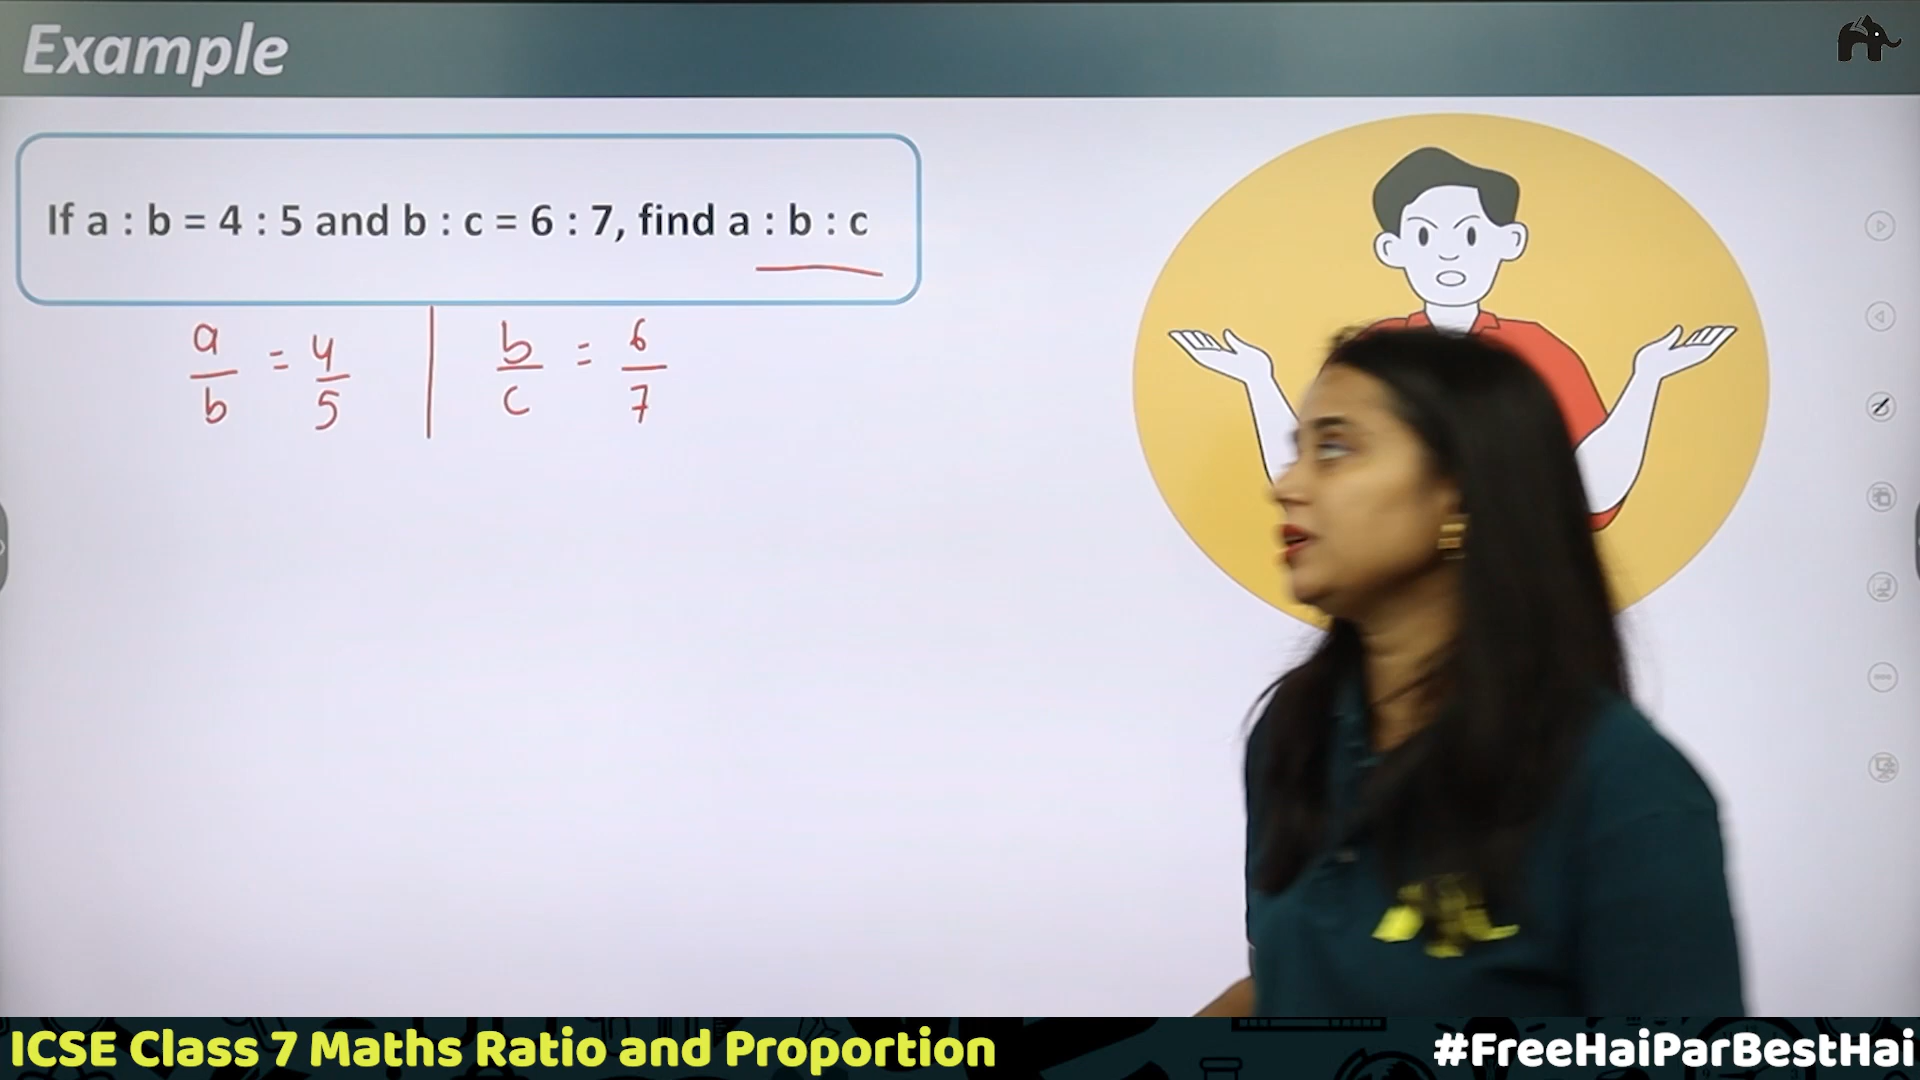 Example
If a : b = 4 : 5 and b : c = 6 : 7, find a : b : c
a/b = 4/5 | b/c = 6/7
ICSE Class 7 Maths Ratio and Proportion
#FreeHaiParBestHai